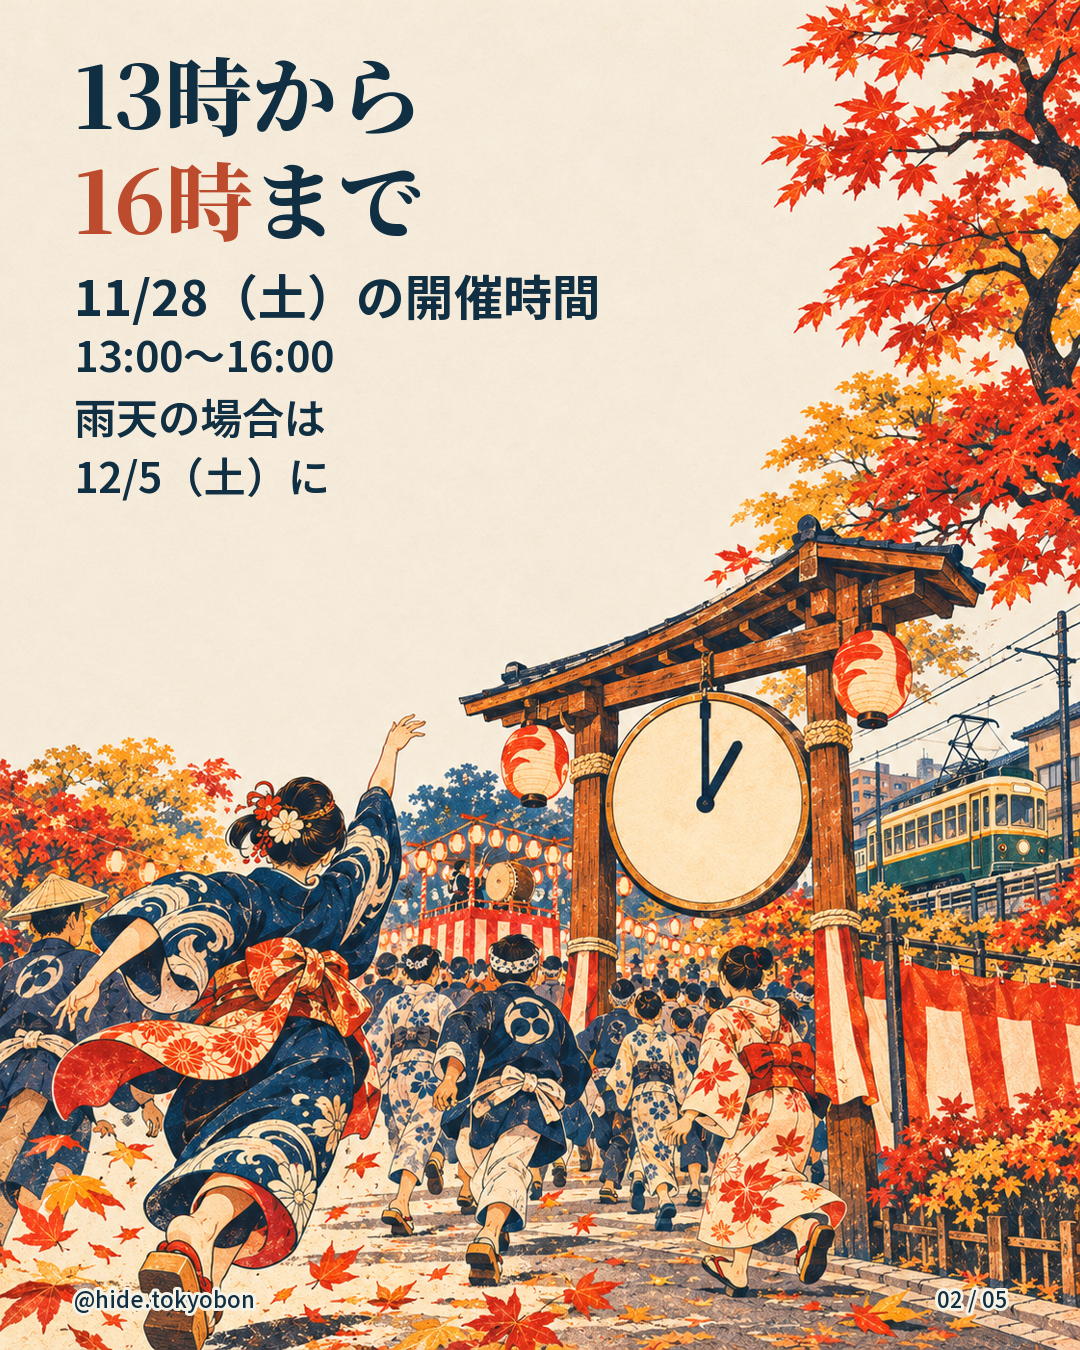 13時から
16時まで
11/28（土）の開催時間
13:00〜16:00
雨天の場合は
12/5（土）に
@hide.tokyobon
02 / 05